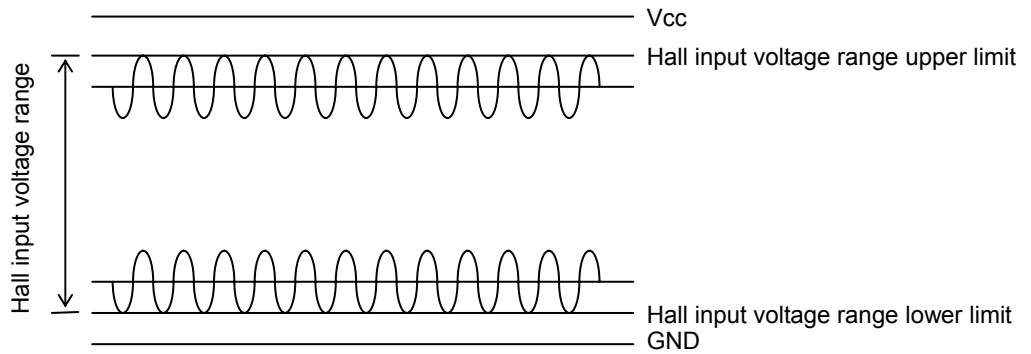 Vcc
Hall input voltage range upper limit
Hall input voltage range
Hall input voltage range lower limit
GND